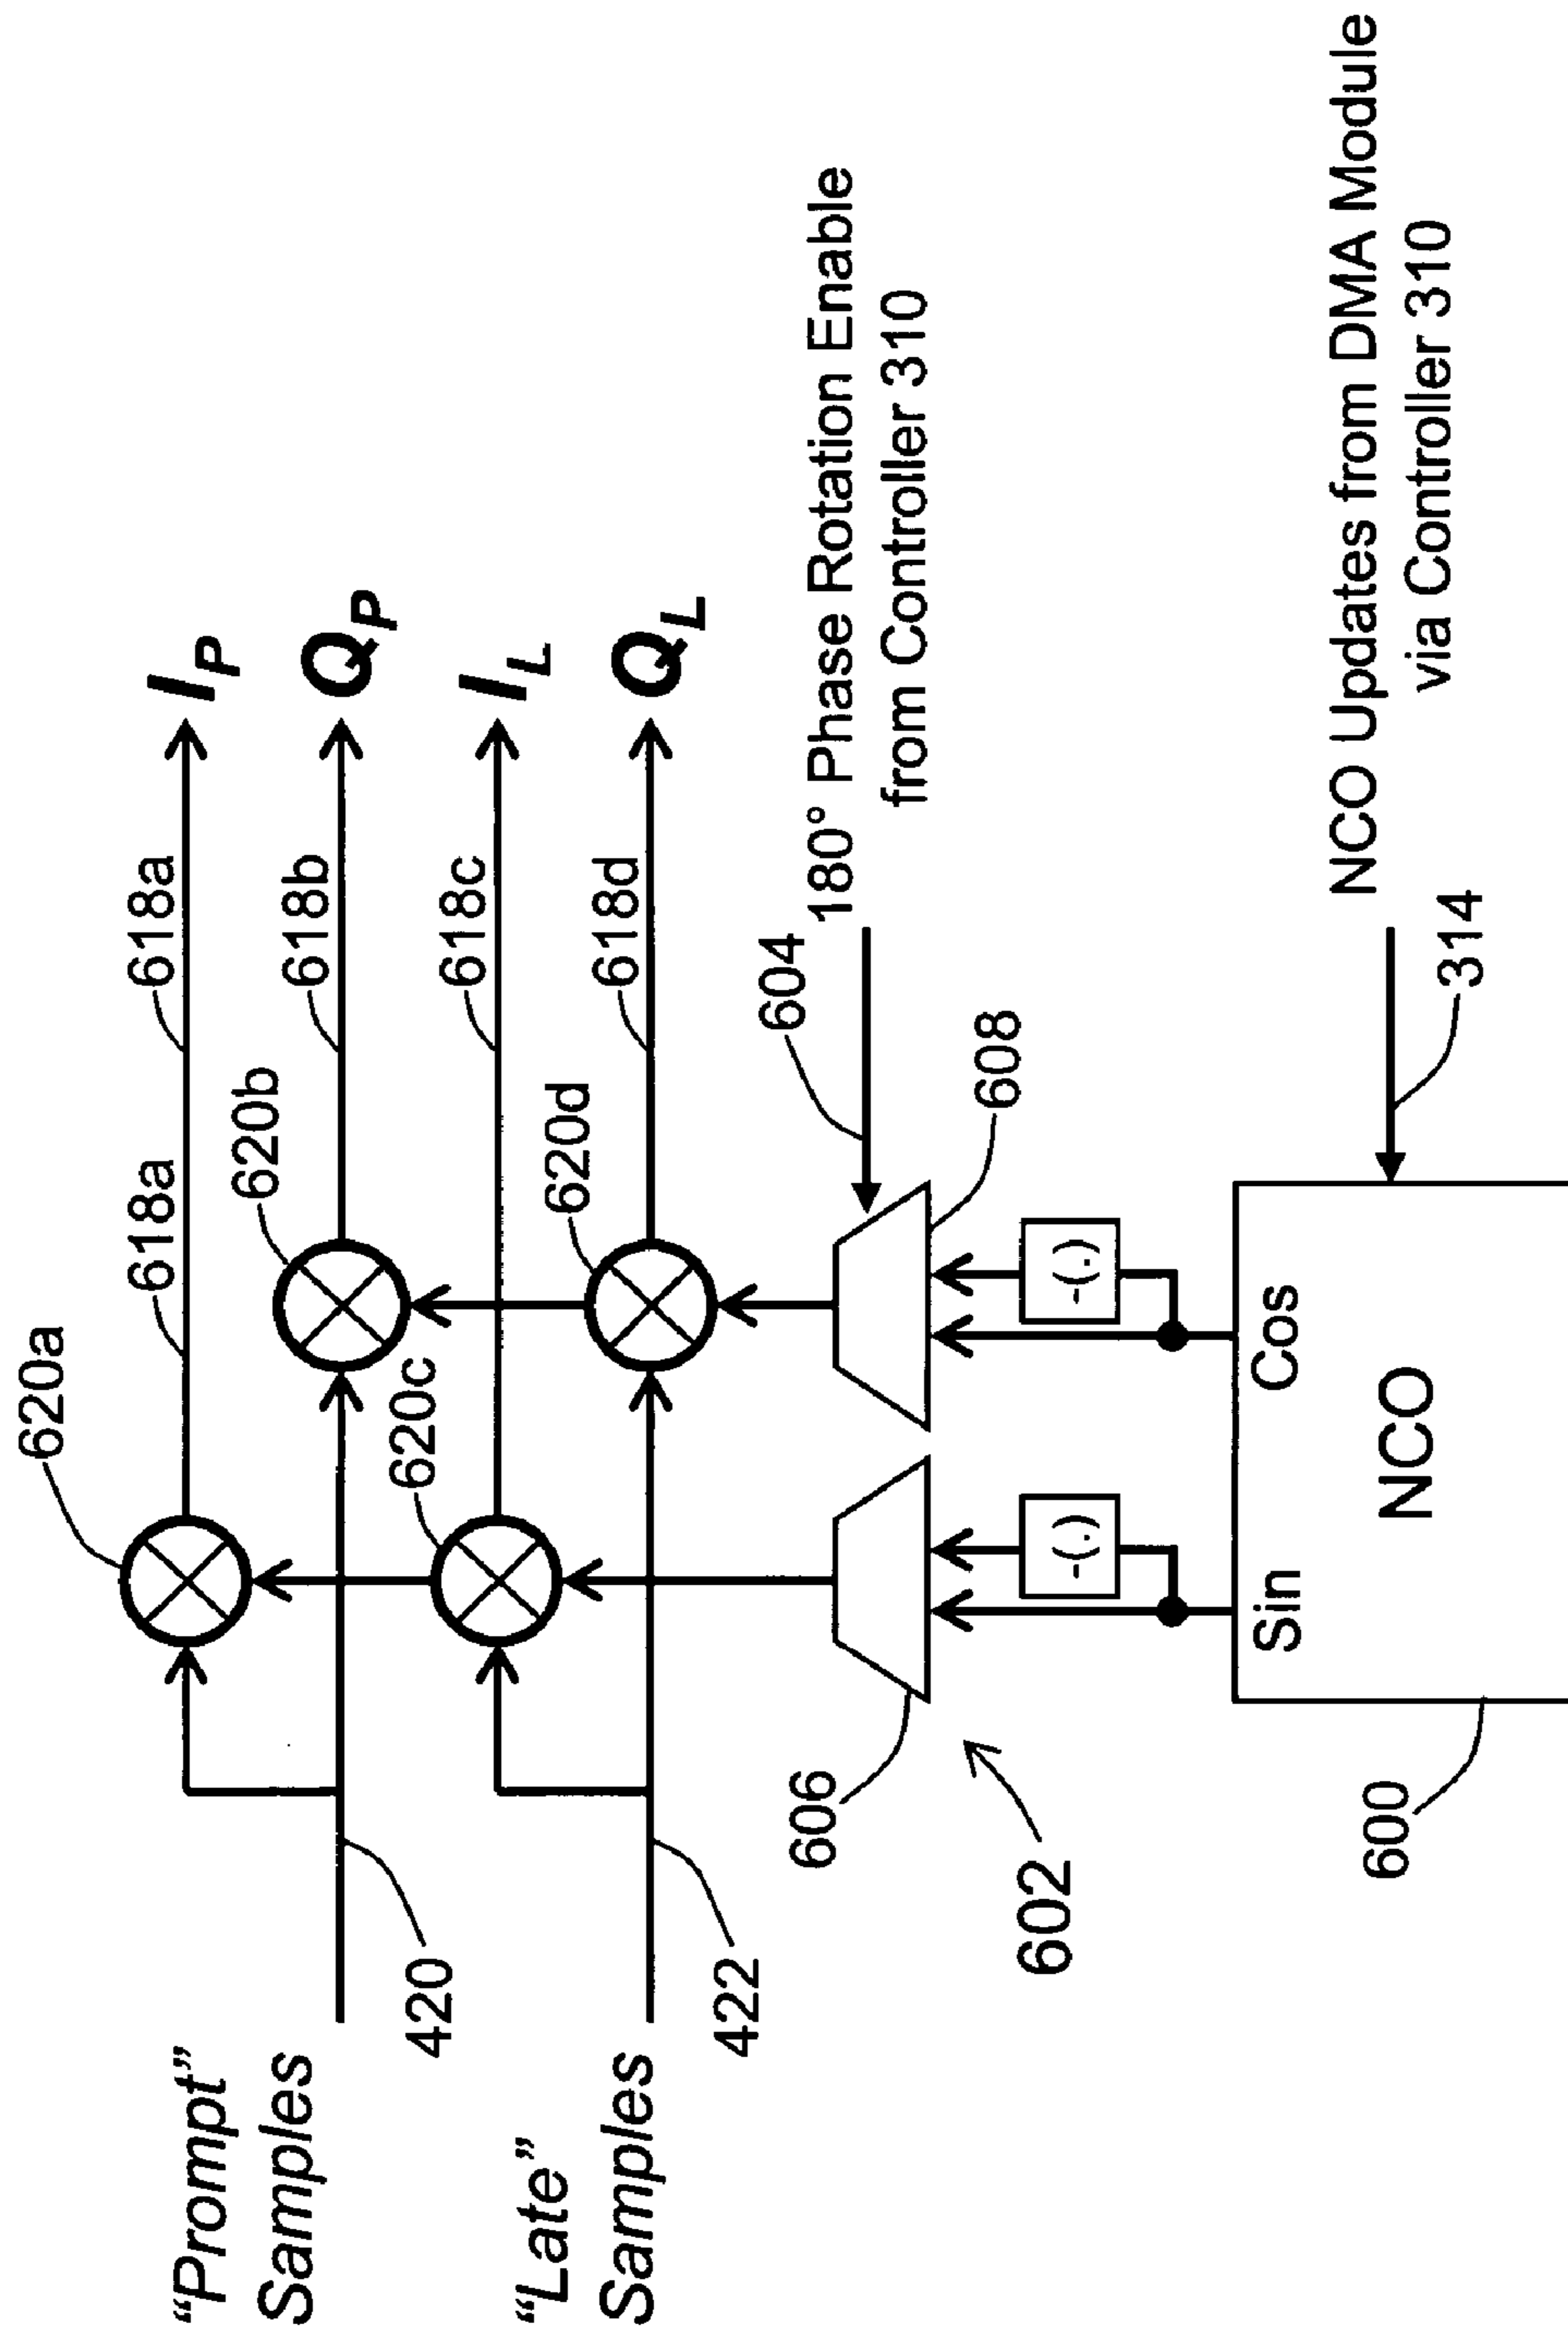 620a
618a
618a
I_P
"Prompt"
Samples
420
620b
618b
Q_P
620c
618c
I_L
"Late"
Samples
422
620d
618d
Q_L
604
180° Phase Rotation Enable
from Controller 310
606
608
602
-(.)
-(.)
Sin
Cos
NCO
600
NCO Updates from DMA Module
via Controller 310
314